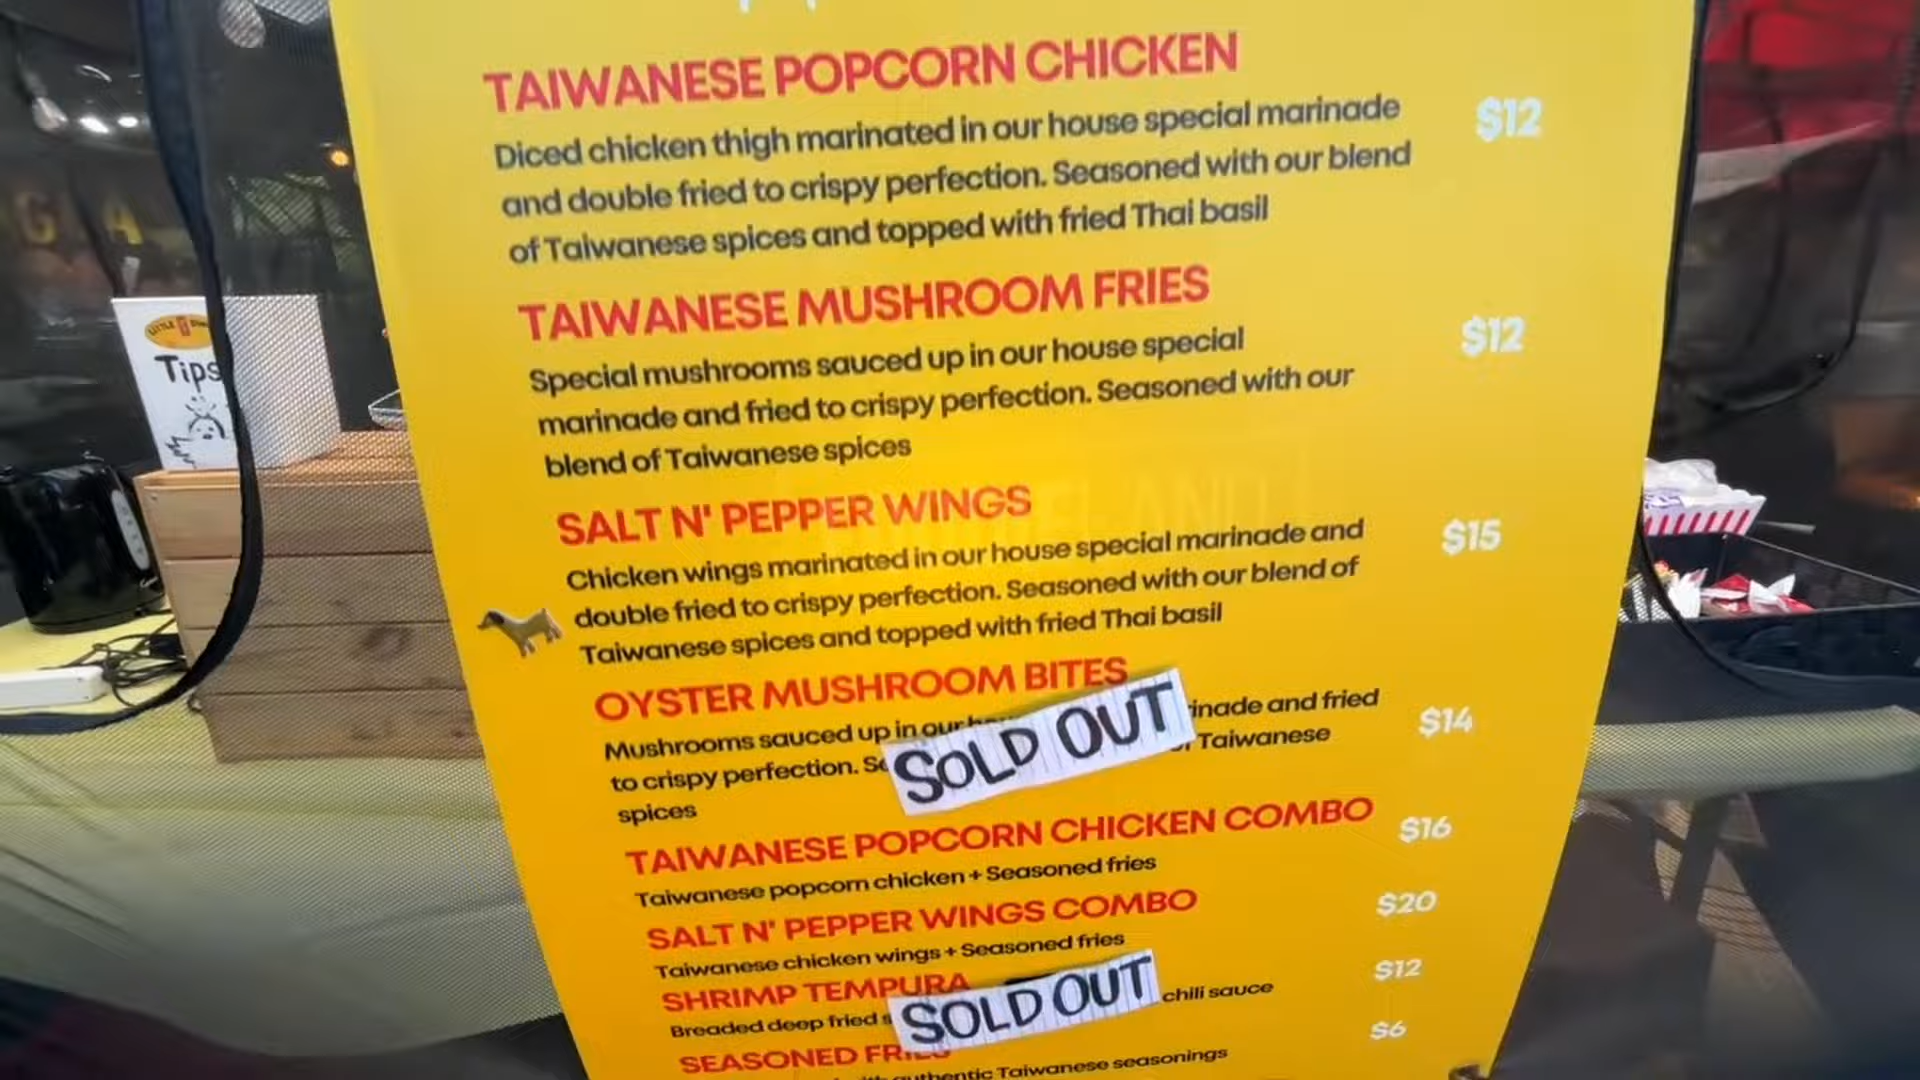 TAIWANESE POPCORN CHICKEN
Diced chicken thigh marinated in our house special marinade
and double fried to crispy perfection. Seasoned with our blend
of Taiwanese spices and topped with fried Thai basil
$12
TAIWANESE MUSHROOM FRIES
Special mushrooms sauced up in our house special
marinade and fried to crispy perfection. Seasoned with our
blend of Taiwanese spices
$12
SALT N' PEPPER WINGS
Chicken wings marinated in our house special marinade and
double fried to crispy perfection. Seasoned with our blend of
Taiwanese spices and topped with fried Thai basil
$15
OYSTER MUSHROOM BITES
Mushrooms sauced up in our inade and fried
to crispy perfection. Taiwanese
spices
SOLD OUT
$14
TAIWANESE POPCORN CHICKEN COMBO
$16
Taiwanese popcorn chicken + Seasoned fries
SALT N' PEPPER WINGS COMBO
$20
Taiwanese chicken wings + Seasoned fries
SHRIMP TEMPURA
$12
Breaded deep fried chili sauce
SOLD OUT
SEASONED FRIES
$6
authentic Taiwanese seasonings
Tips